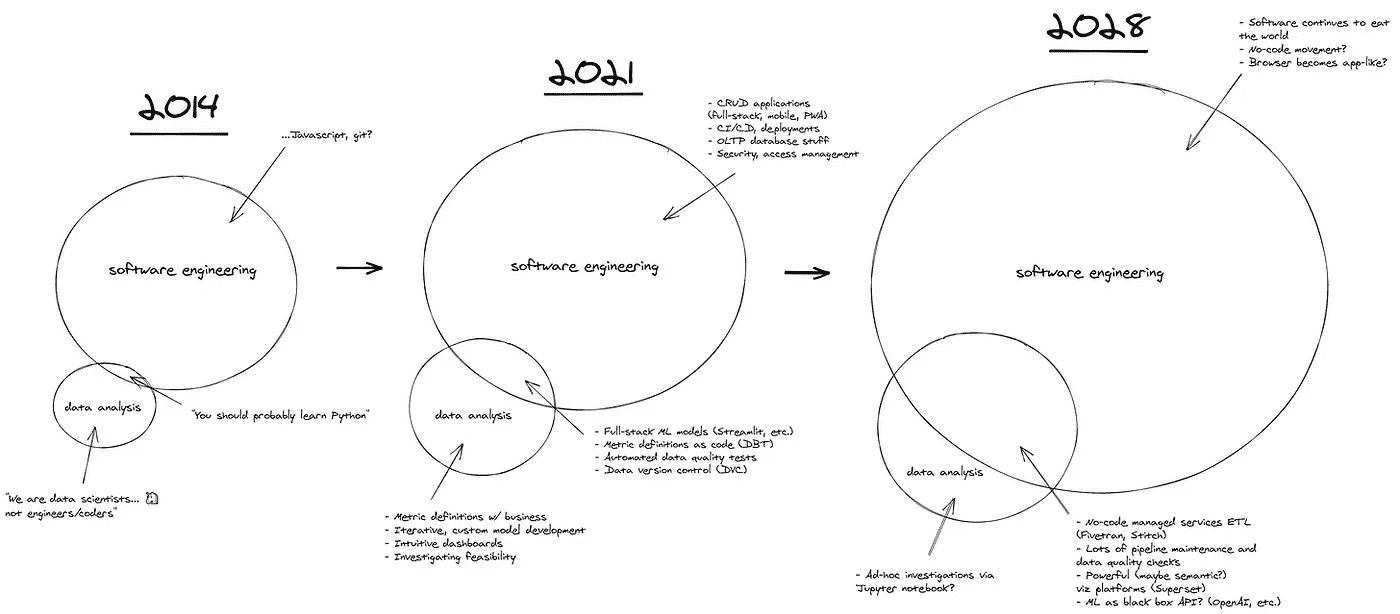 2014
...Javascript, git?
software engineering
data analysis
"You should probably learn Python"
"We are data scientists...
not engineers/coders"
2021
- CRUD applications
(full-stack, mobile, PWA)
- CI/CD, deployments
- OLTP database stuff
- Security, access management
software engineering
data analysis
- Full-stack ML models (Streamlit, etc.)
- Metric definitions as code (DBT)
- Automated data quality tests
- Data version control (DVC)
- Metric definitions w/ business
- Iterative, custom model development
- Intuitive dashboards
- Investigating feasibility
2028
- Software continues to eat
the world
- No-code movement?
- Browser becomes app-like?
software engineering
data analysis
- Ad-hoc investigations via
Jupyter notebook?
- No-code managed services ETL
(Fivetran, Stitch)
- Lots of pipeline maintenance and
data quality checks
- Powerful (maybe semantic?)
viz platforms (Superset)
- ML as black box API? (OpenAI, etc.)